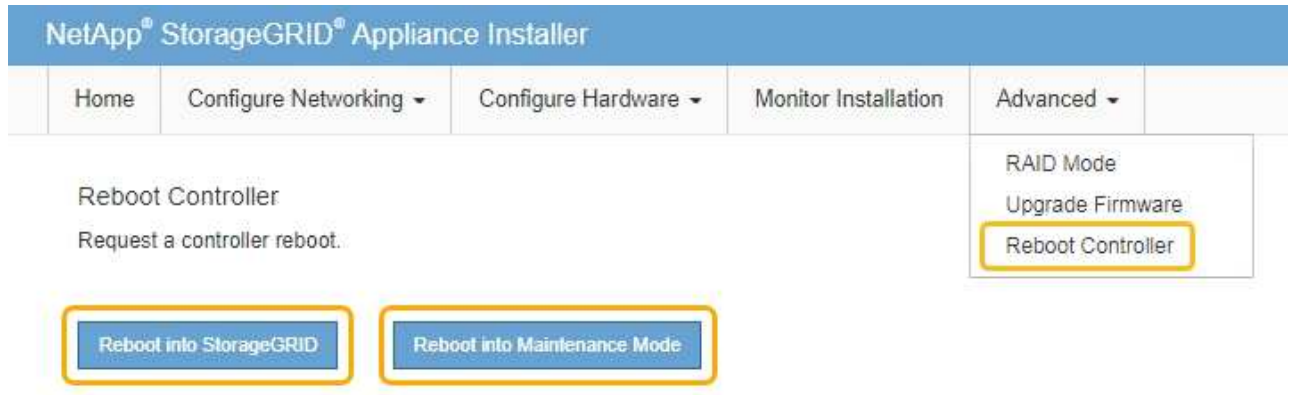 NetApp® StorageGRID® Appliance Installer
Home Configure Networking Configure Hardware Monitor Installation Advanced
RAID Mode
Upgrade Firmware
Reboot Controller
Reboot Controller
Request a controller reboot.
Reboot into StorageGRID Reboot into Maintenance Mode